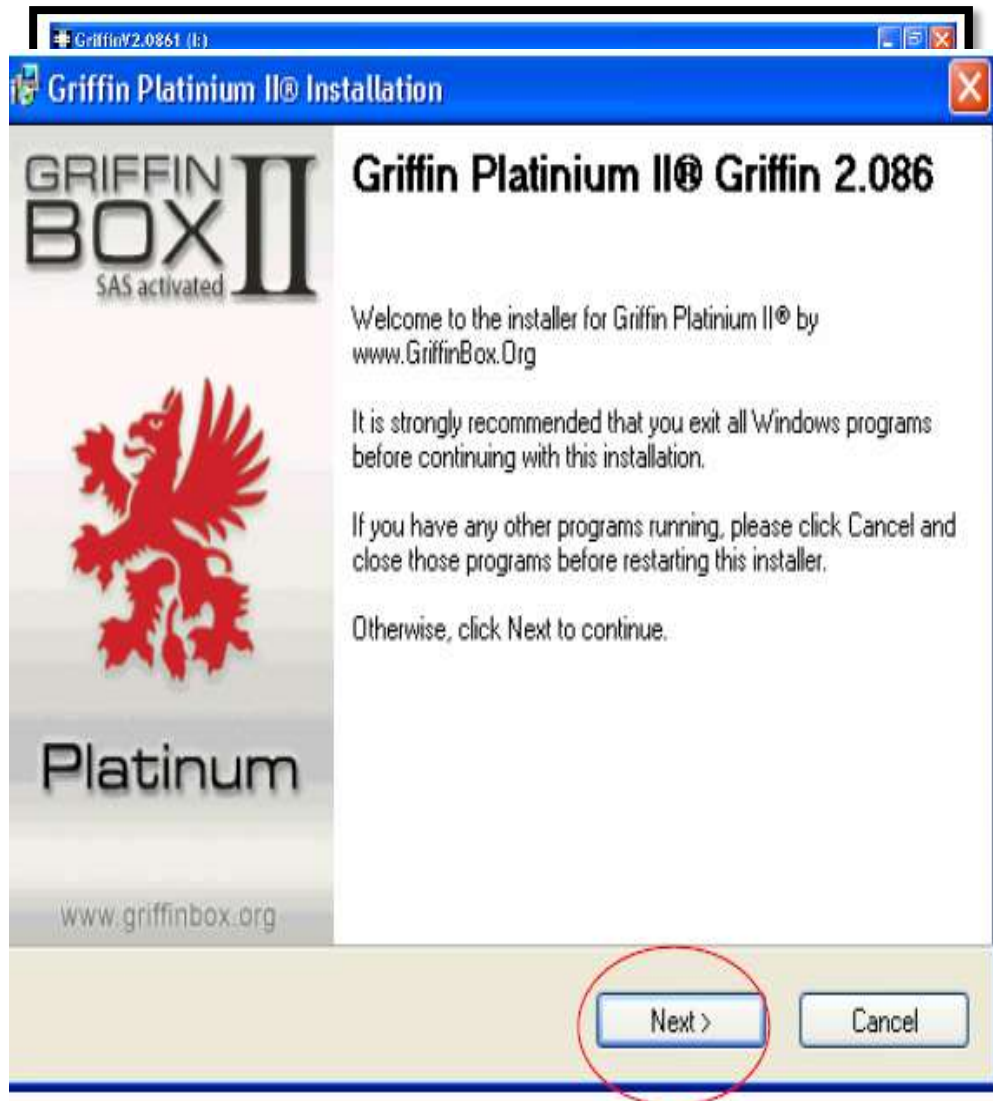 GriffinV2.0861 (I:)
Griffin Platinium II® Installation
GRIFFIN
BOX II
SAS activated
Platinum
www.griffinbox.org
Griffin Platinium II® Griffin 2.086
Welcome to the installer for Griffin Platinium II® by
www.GriffinBox.Org
It is strongly recommended that you exit all Windows programs
before continuing with this installation.
If you have any other programs running, please click Cancel and
close those programs before restarting this installer.
Otherwise, click Next to continue.
Next >
Cancel